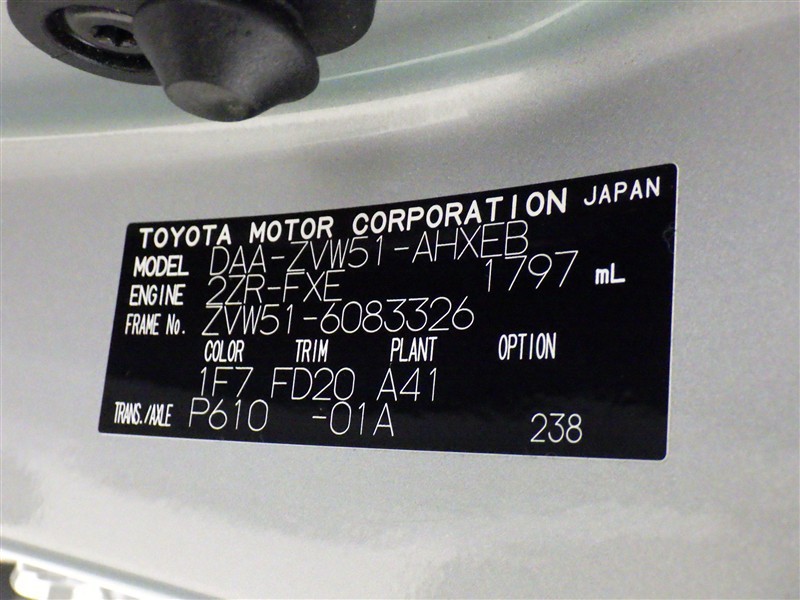 TOYOTA MOTOR CORPORATION JAPAN
MODEL DAA-ZVW51-AHXEB
ENGINE 2ZR-FXE 1797 mL
FRAME No. ZVW51-6083326
COLOR TRIM PLANT OPTION
1F7 FD20 A41
TRANS./AXLE P610 -01A 238